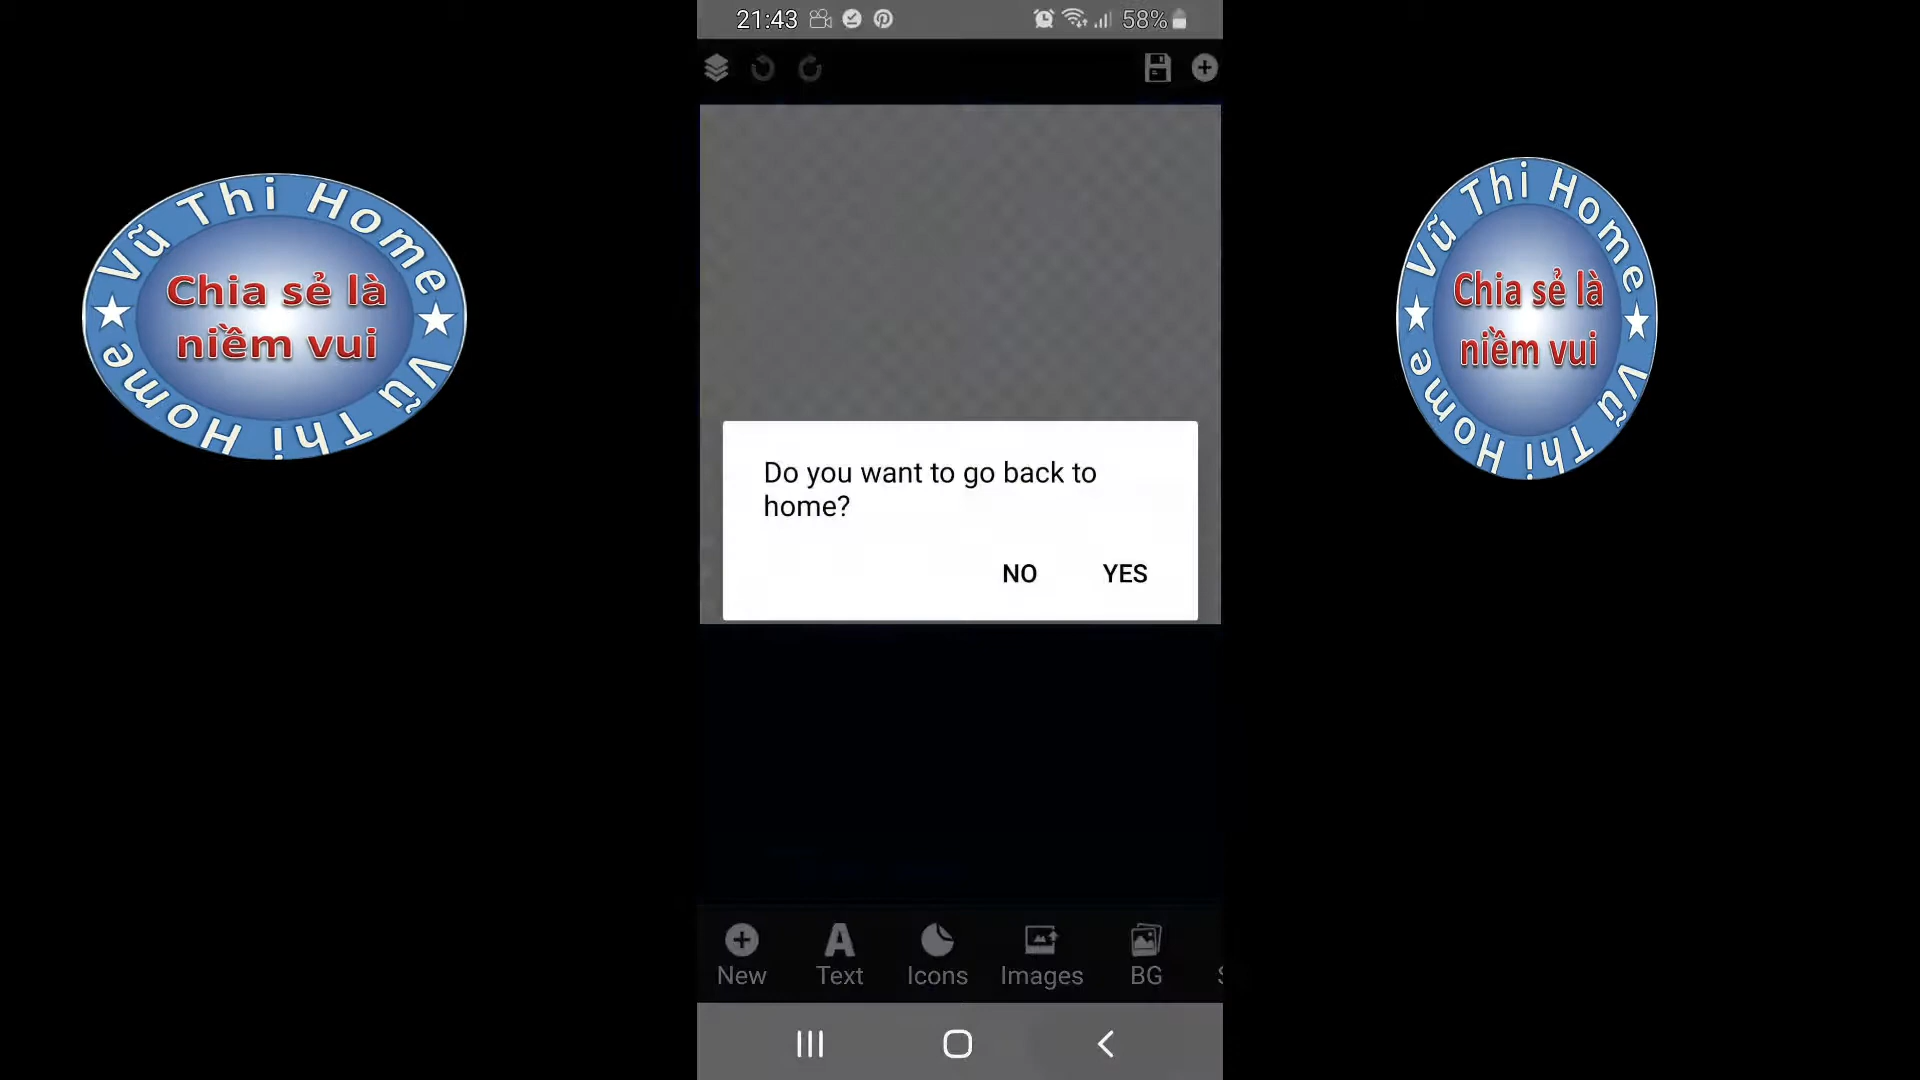 21:43
58%
Vũ Thi Home
Chia sẻ là
niềm vui
Vũ Thi Home
Vũ Thi Home
Chia sẻ là
niềm vui
Vũ Thi Home
Do you want to go back to
home?
NO YES
New Text Icons Images BG